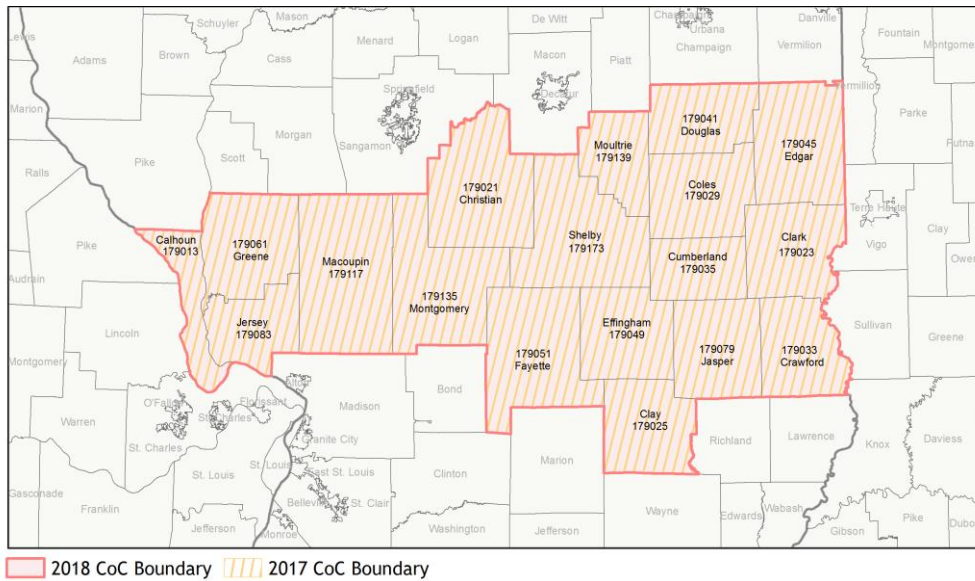 Mason
Schuyler
De Witt
Champaign
Urbana
Champaign
Danville
Fountain
Lewis
Adams
Brown
Cass
Menard
Logan
Macon
Piatt
Vermilion
Springfield
Decatur
Vermillion
Marion
Morgan
Sangamon
Parke
Pike
Scott
Ralls
179041
Douglas
Moultrie
179139
179045
Edgar
179021
Christian
Coles
179029
Terre Haute
Vigo
Clay
Pike
Calhoun
179013
179061
Greene
Macoupin
179117
Shelby
179173
Cumberland
179035
Clark
179023
Audrain
Lincoln
179135
Montgomery
Jersey
179083
Effingham
179049
Sullivan
Greene
Montgomery
179051
Fayette
179079
Jasper
179033
Crawford
Bond
Alton
Madison
O'Fallon
St. Charles
Florissant
Warren
Clay
179025
Richland
Lawrence
Knox
Daviess
St. Charles
Granite City
Marion
Clinton
St. Louis
St. Louis
East St. Louis
St. Clair
Gasconade
Franklin
Belleville
Wayne
Edwards
Wabash
Jefferson
Monroe
Washington
Jefferson
Gibson
Pike
2018 CoC Boundary 2017 CoC Boundary